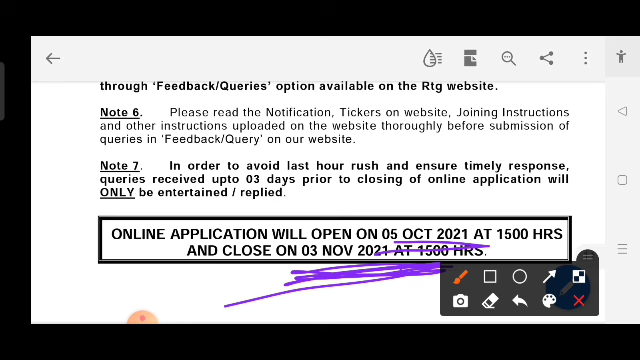 through ‘Feedback/Queries’ option available on the Rtg website.
Note 6. Please read the Notification, Tickers on website, Joining Instructions
and other instructions uploaded on the website thoroughly before submission of
queries in ‘Feedback/Query’ on our website.
Note 7. In order to avoid last hour rush and ensure timely response,
queries received upto 03 days prior to closing of online application will
ONLY be entertained / replied.
ONLINE APPLICATION WILL OPEN ON 05 OCT 2021 AT 1500 HRS
AND CLOSE ON 03 NOV 2021 AT 1500 HRS.